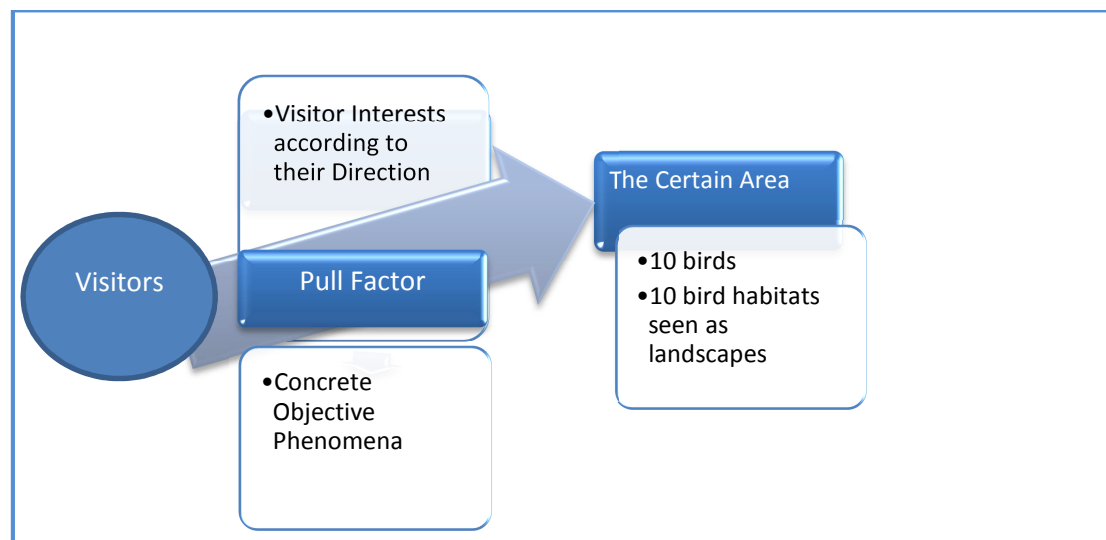 Visitors
•Visitor Interests
according to
their Direction
Pull Factor
•Concrete
Objective
Phenomena
The Certain Area
•10 birds
•10 bird habitats
seen as
landscapes